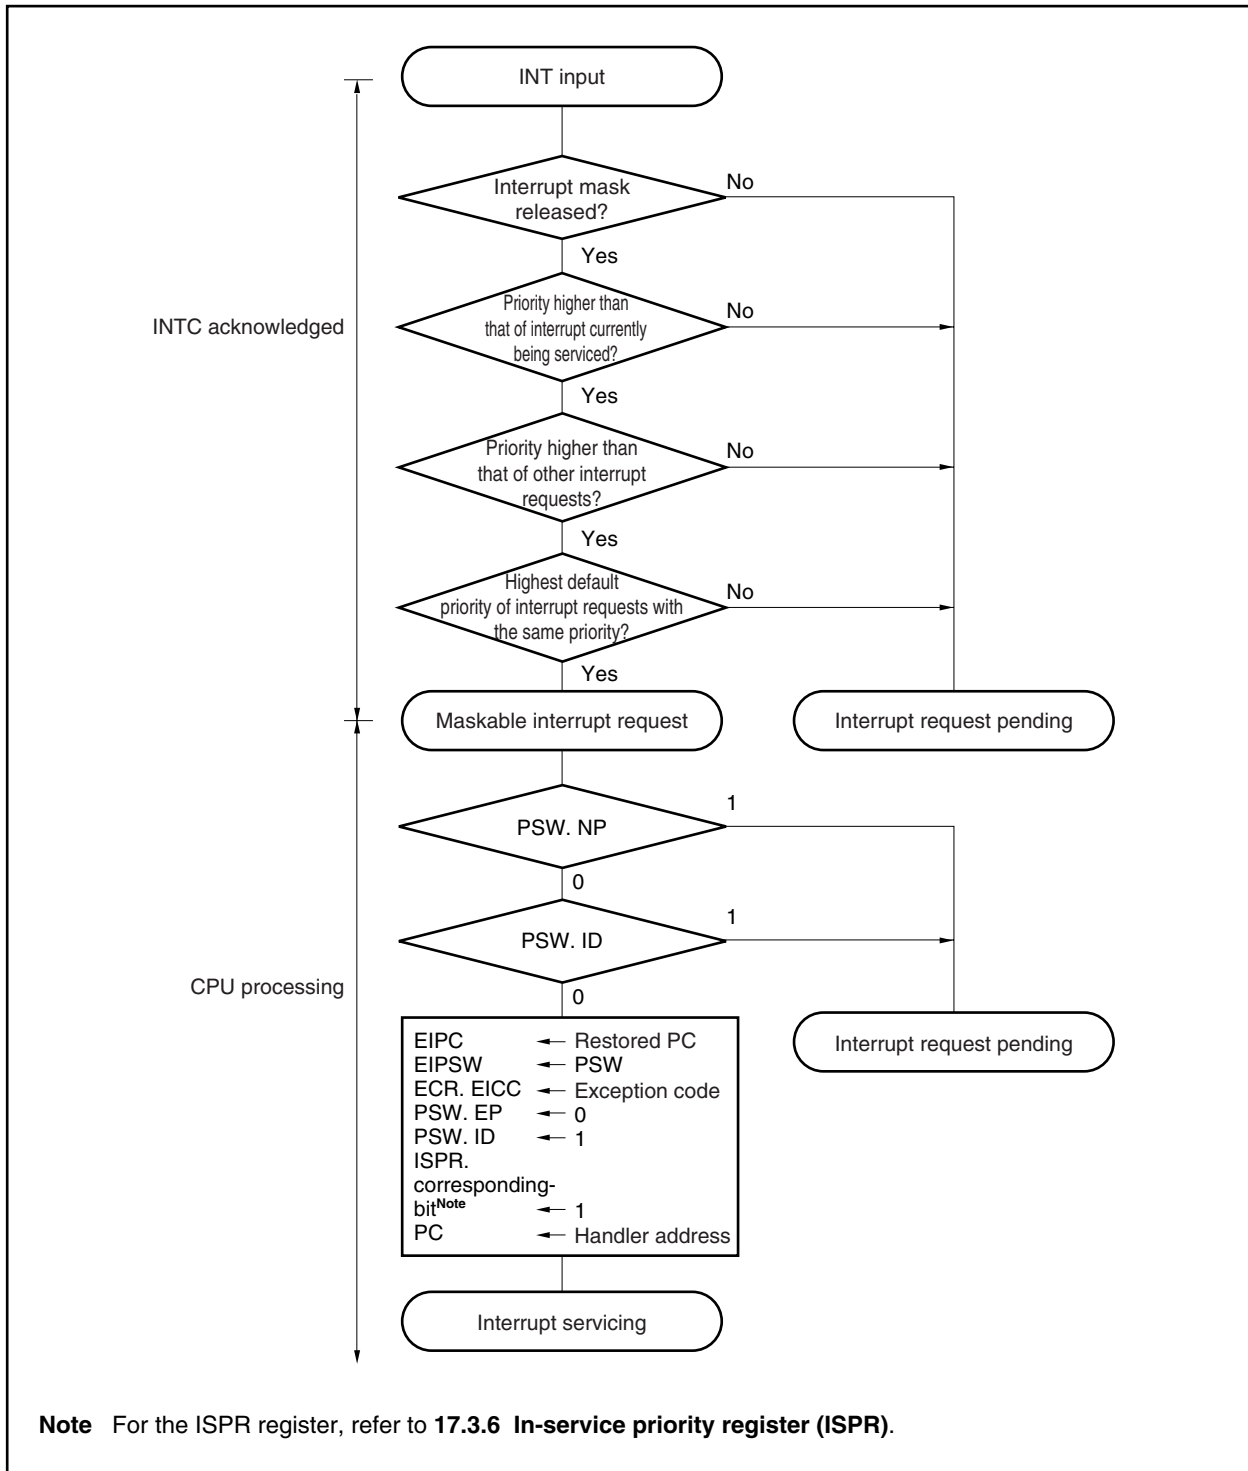 INT input
Interrupt mask
released?
No
Yes
INTC acknowledged
Priority higher than
that of interrupt currently
being serviced?
No
Yes
Priority higher than
that of other interrupt
requests?
No
Yes
Highest default
priority of interrupt requests with
the same priority?
No
Yes
Maskable interrupt request
Interrupt request pending
PSW. NP
1
0
PSW. ID
1
0
CPU processing
EIPC ← Restored PC
EIPSW ← PSW
ECR. EICC ← Exception code
PSW. EP ← 0
PSW. ID ← 1
ISPR.
corresponding-
bitNote ← 1
PC ← Handler address
Interrupt request pending
Interrupt servicing
Note For the ISPR register, refer to 17.3.6 In-service priority register (ISPR).